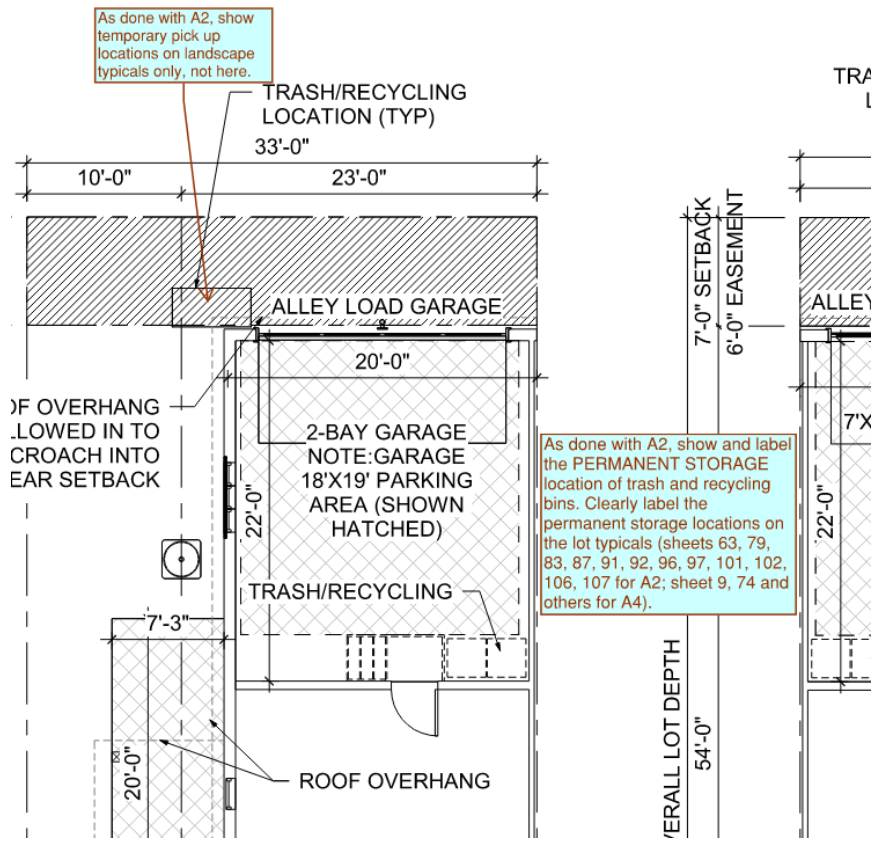 As done with A2, show
temporary pick up
locations on landscape
typicals only, not here.
TRASH/RECYCLING
LOCATION (TYP)
33'-0"
10'-0"
23'-0"
TRA
7'-0" SETBACK
6'-0" EASEMENT
ALLEY LOAD GARAGE
ALLEY
20'-0"
OF OVERHANG
LLOWED IN TO
CROACH INTO
EAR SETBACK
2-BAY GARAGE
NOTE:GARAGE
18'X19' PARKING
AREA (SHOWN
HATCHED)
22'-0"
7'X
22'-0"
As done with A2, show and label
the PERMANENT STORAGE
location of trash and recycling
bins. Clearly label the
permanent storage locations on
the lot typicals (sheets 63, 79,
83, 87, 91, 92, 96, 97, 101, 102,
106, 107 for A2; sheet 9, 74 and
others for A4).
TRASH/RECYCLING
7'-3"
20'-0"
ROOF OVERHANG
VERALL LOT DEPTH
54'-0"